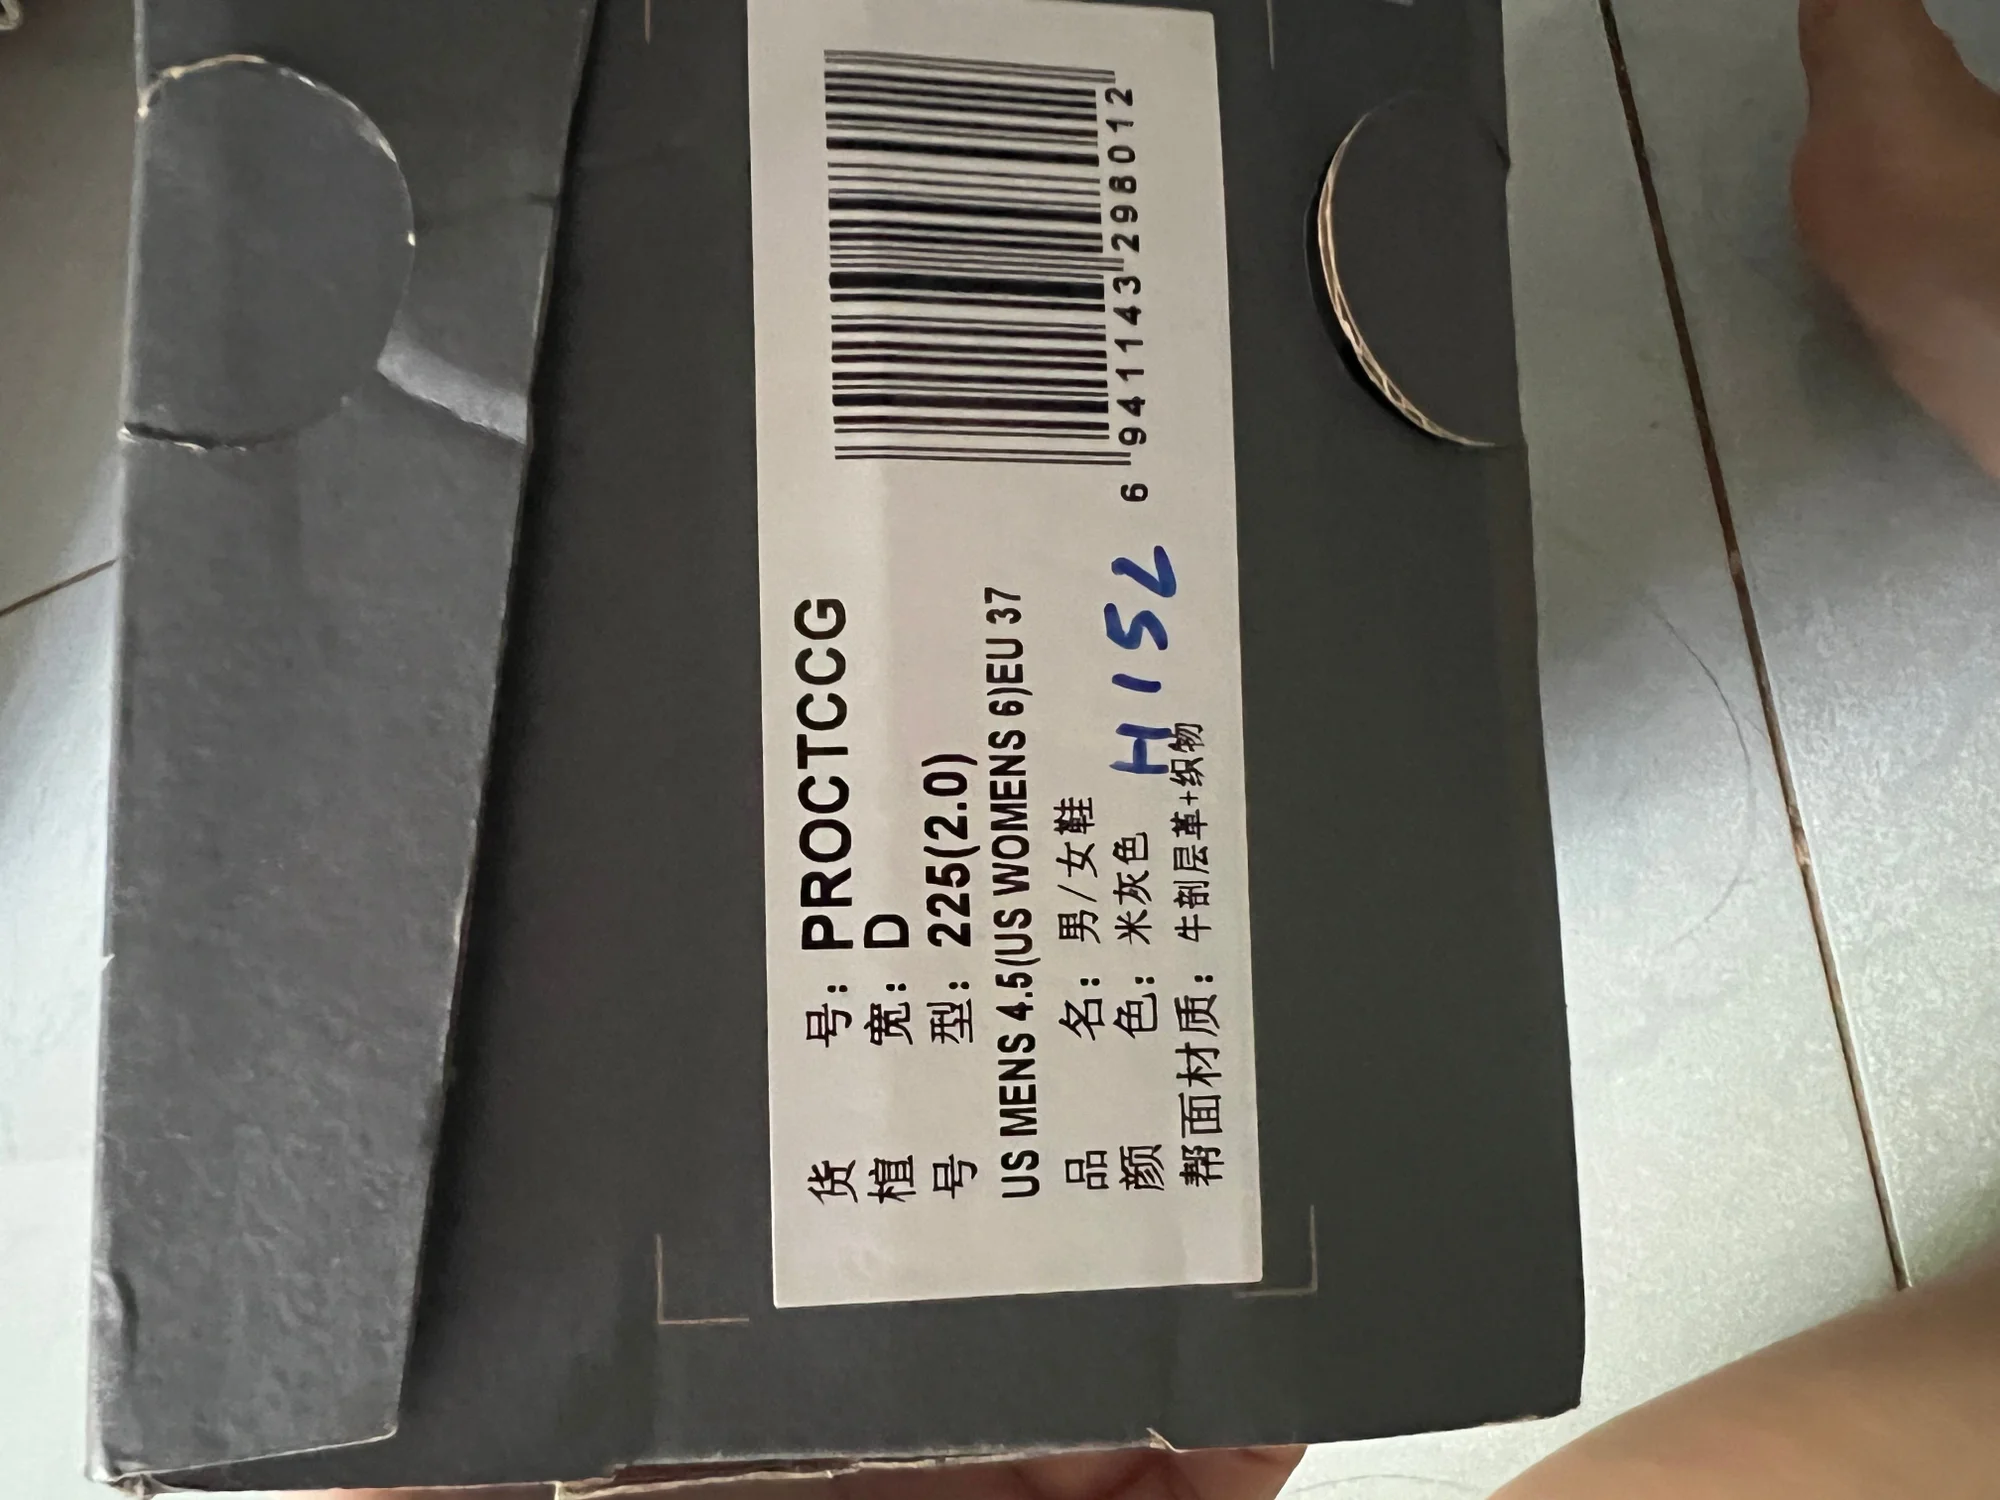 货号：PROCTCCG
楦宽：D
号型：225(2.0)
US MENS 4.5(US WOMENS 6)EU 37
品名：男/女鞋
颜色：米灰色
帮面材质：牛剖层革+织物
H15L
6 941143 298012